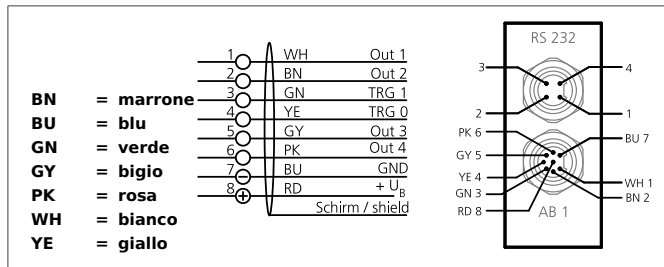 BN = marrone
BU = blu
GN = verde
GY = bigio
PK = rosa
WH = bianco
YE = giallo
1 WH Out 1
2 BN Out 2
3 GN TRG 1
4 YE TRG 0
5 GY Out 3
6 PK Out 4
7 BU GND
8 RD + UB
Schirm / shield
RS 232
3 4
2 1
PK 6 BU 7
GY 5
YE 4 WH 1
GN 3 BN 2
RD 8 AB 1